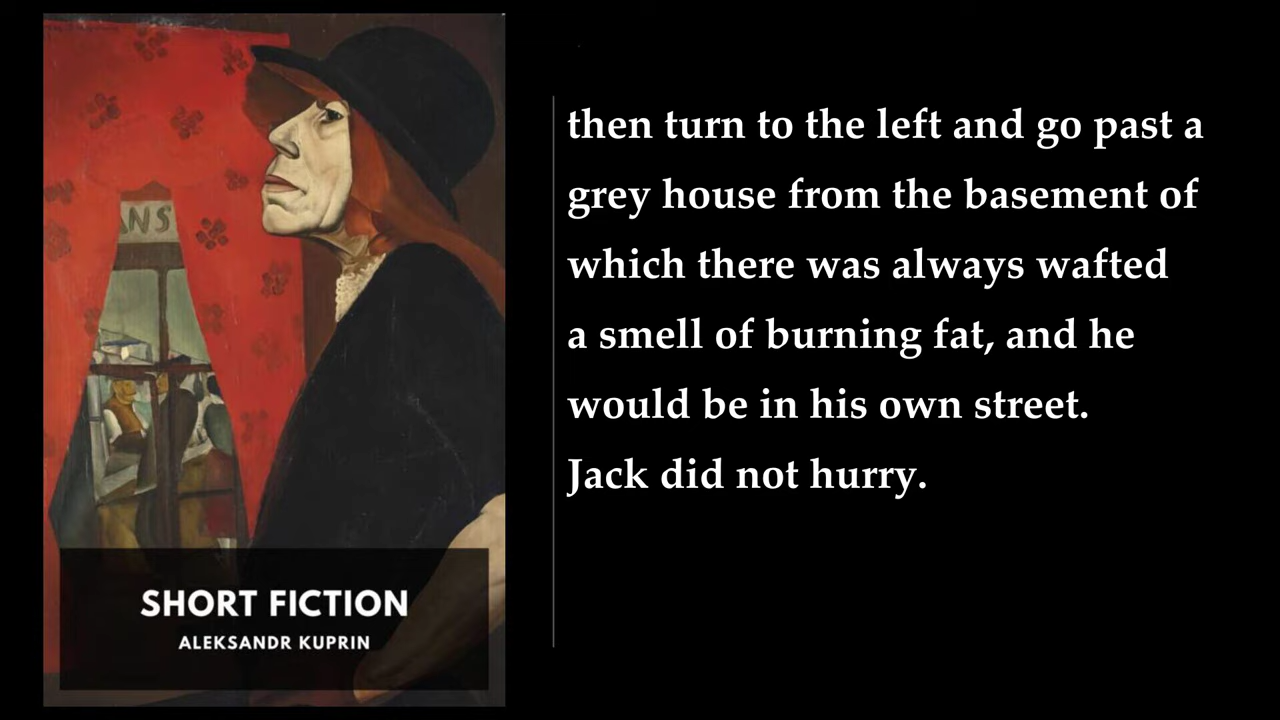 ANS
SHORT FICTION
ALEKSANDR KUPRIN
then turn to the left and go past a
grey house from the basement of
which there was always wafted
a smell of burning fat, and he
would be in his own street.
Jack did not hurry.